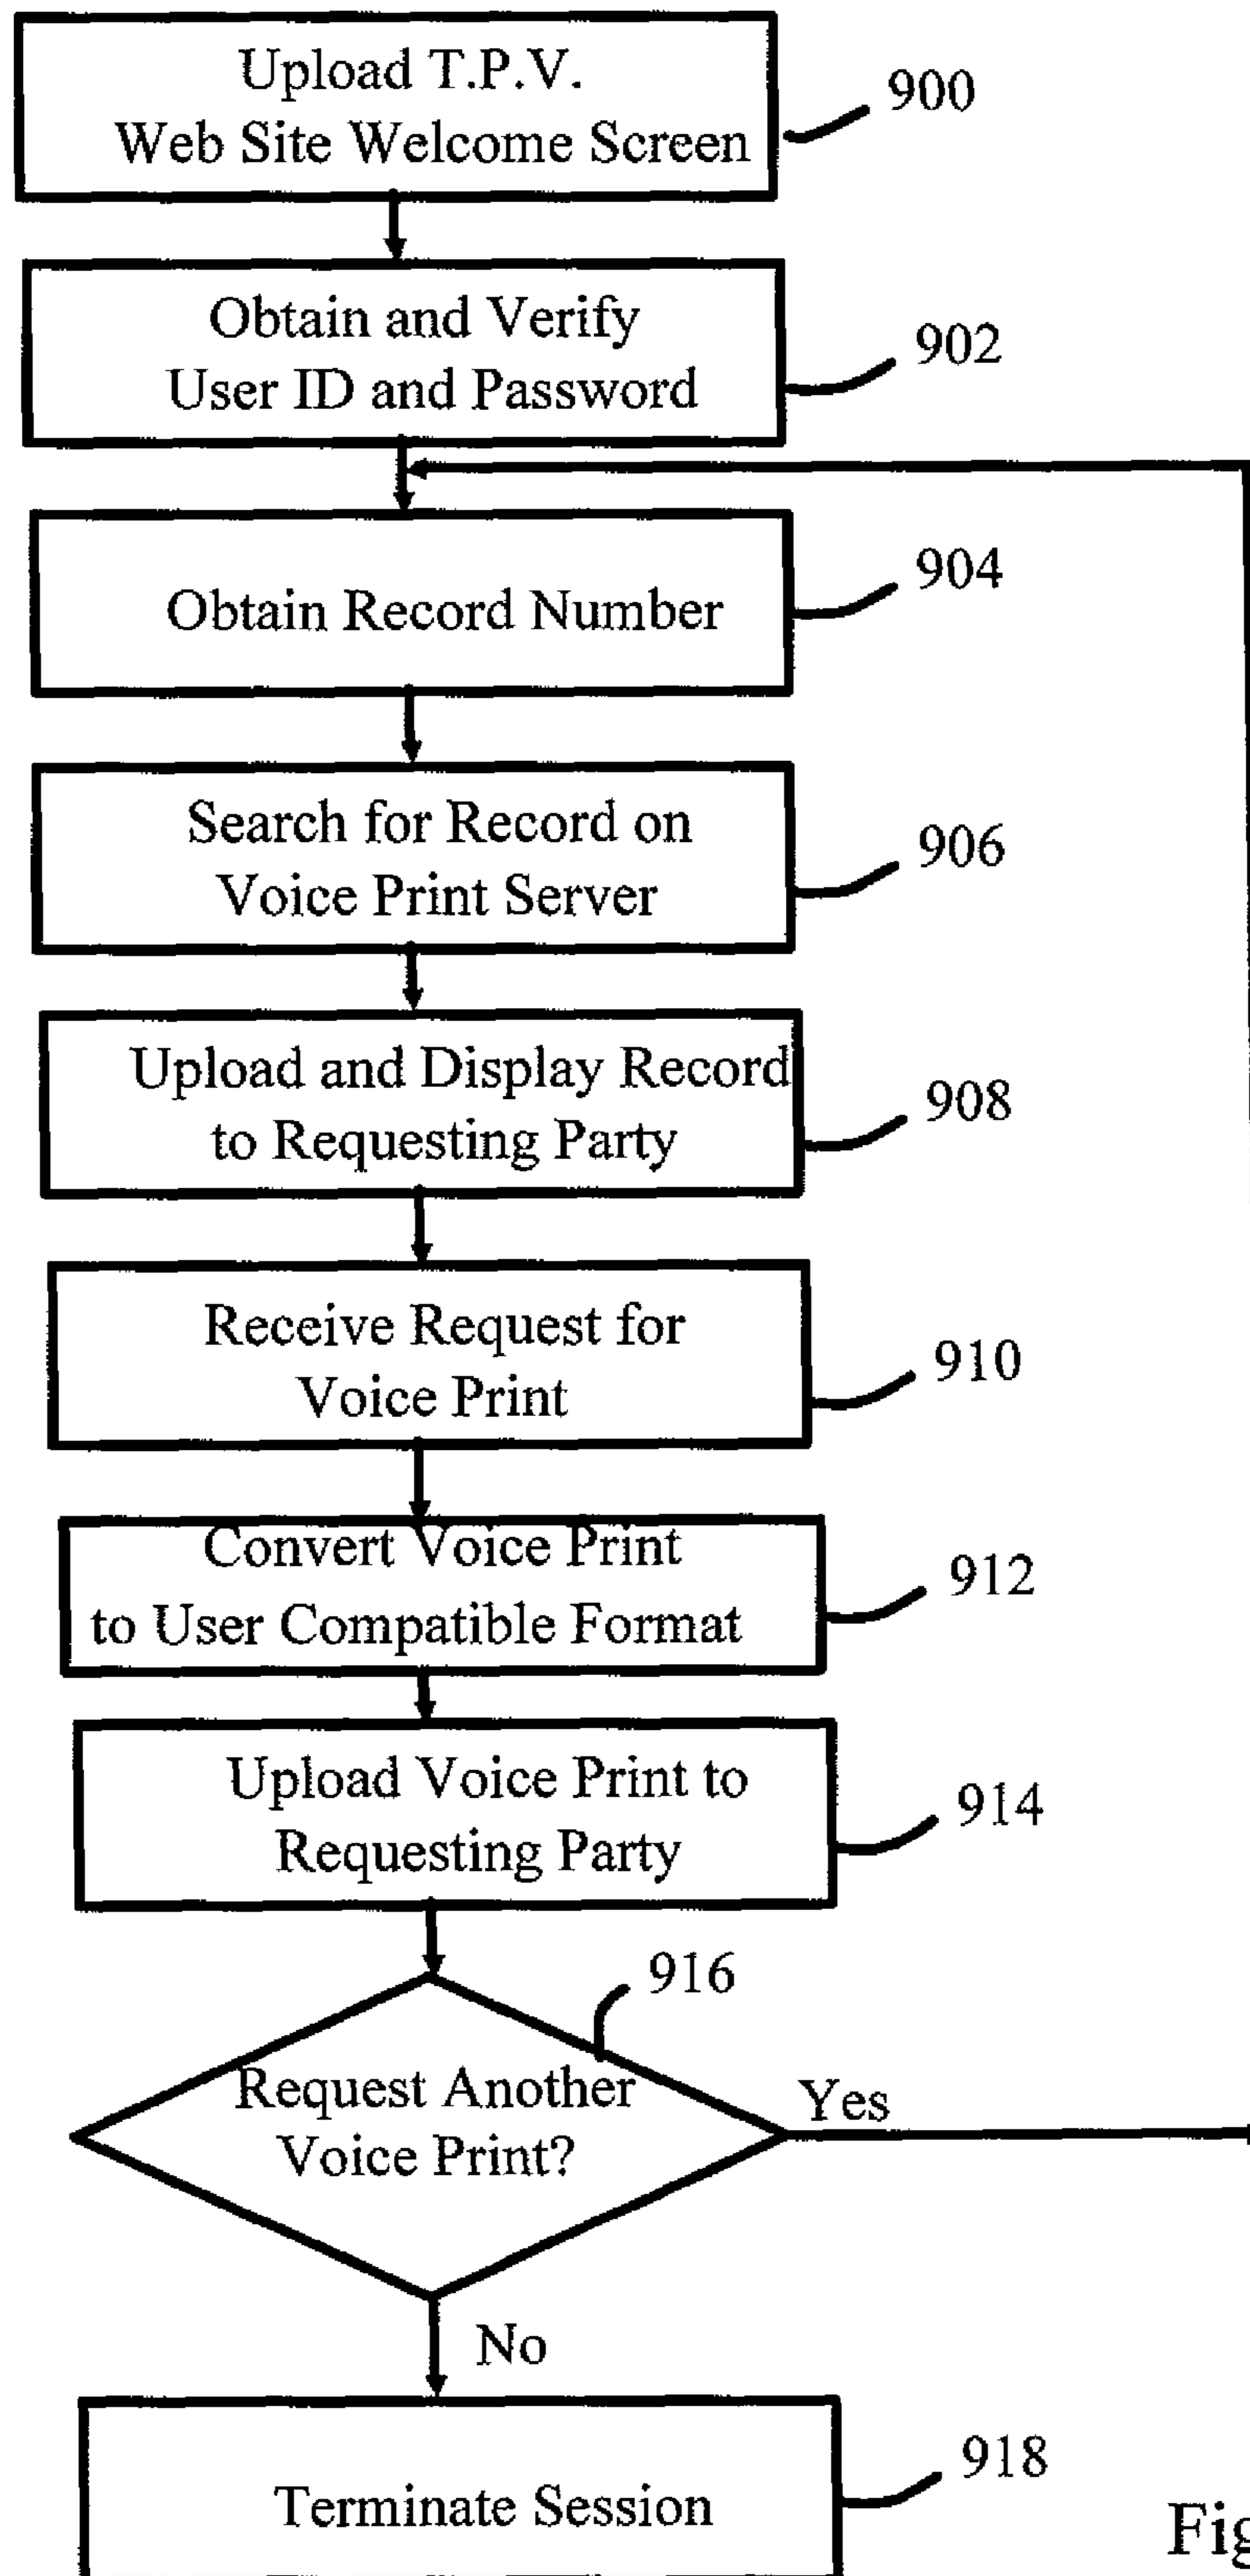 Upload T.P.V.
Web Site Welcome Screen
900
Obtain and Verify
User ID and Password
902
Obtain Record Number
904
Search for Record on
Voice Print Server
906
Upload and Display Record
to Requesting Party
908
Receive Request for
Voice Print
910
Convert Voice Print
to User Compatible Format
912
Upload Voice Print to
Requesting Party
914
916
Request Another
Voice Print?
Yes
No
Terminate Session
918
Fig